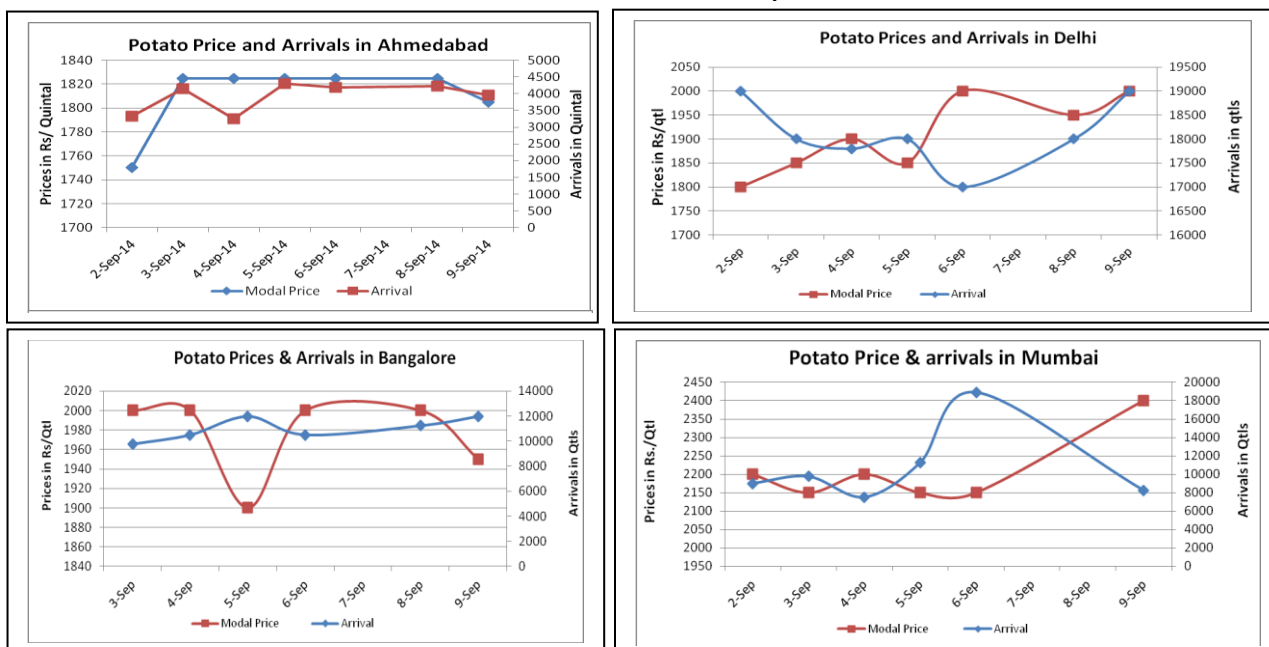 Potato Price and Arrivals in Ahmedabad
Prices in Rs/ Quintal
1840
1820
1800
1780
1760
1740
1720
1700
5000
4500
4000
3500
3000
2500
2000
1500
1000
500
0
Arrivals in Quintal
2-Sep-14
3-Sep-14
4-Sep-14
5-Sep-14
6-Sep-14
7-Sep-14
8-Sep-14
9-Sep-14
Modal Price Arrival
Potato Prices and Arrivals in Delhi
Prices in Rs/qtl
2050
2000
1950
1900
1850
1800
1750
1700
19500
19000
18500
18000
17500
17000
16500
16000
Arrivals in qtls
2-Sep
3-Sep
4-Sep
5-Sep
6-Sep
7-Sep
8-Sep
9-Sep
Modal Price Arrival
Potato Prices & Arrivals in Bangalore
Prices in Rs/Qtl
2020
2000
1980
1960
1940
1920
1900
1880
1860
1840
14000
12000
10000
8000
6000
4000
2000
0
Arrivals in Qtls
3-Sep
4-Sep
5-Sep
6-Sep
7-Sep
8-Sep
9-Sep
Modal Price Arrival
Potato Price & arrivals in Mumbai
Prices in Rs./Qtl
2450
2400
2350
2300
2250
2200
2150
2100
2050
2000
1950
20000
18000
16000
14000
12000
10000
8000
6000
4000
2000
0
Arrivals in Qtls
2-Sep
3-Sep
4-Sep
5-Sep
6-Sep
7-Sep
8-Sep
9-Sep
Modal Price Arrival